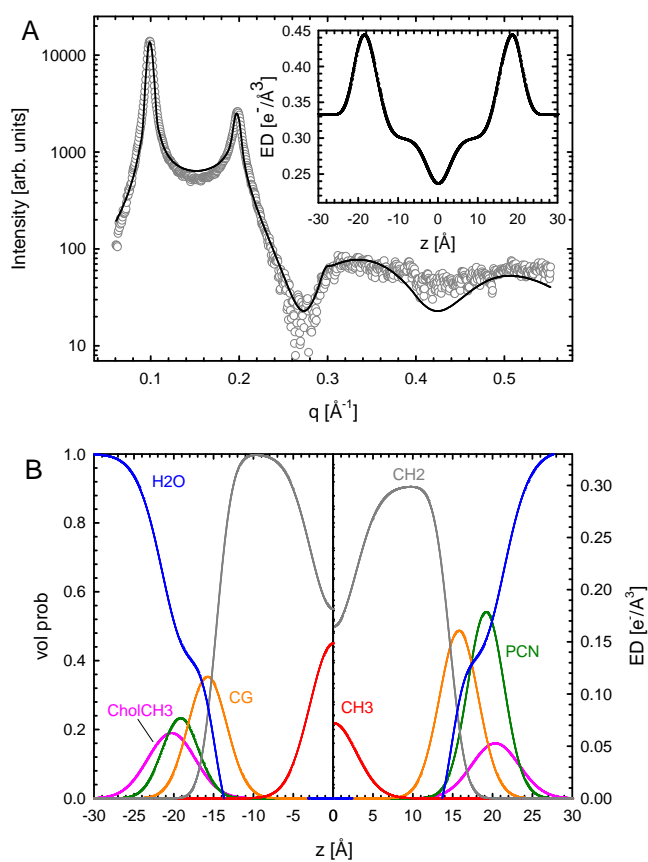 A
10000
1000
100
10
Intensity [arb. units]
0.1 0.2 0.3 0.4 0.5
q [Å-1]
0.45
0.40
0.35
0.30
0.25
ED [e-/Å3]
-30 -20 -10 0 10 20 30
z [Å]
B
1.0
0.8
0.6
0.4
0.2
0.0
vol prob
H2O
CH2
CholCH3
CG
CH3
PCN
0.30
0.25
0.20
0.15
0.10
0.05
0.00
ED [e-/Å3]
-30 -25 -20 -15 -10 -5 0 5 10 15 20 25 30
z [Å]